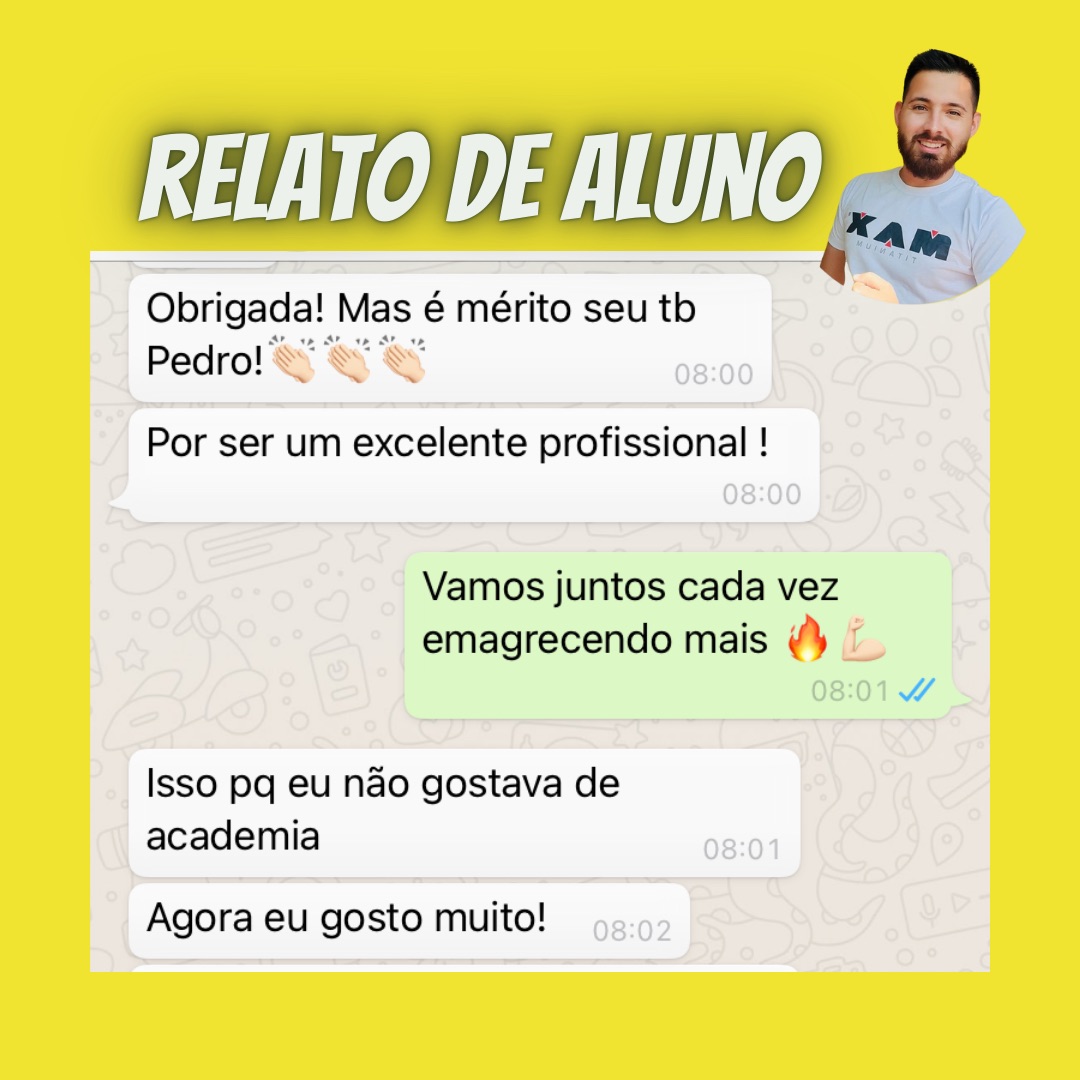 RELATO DE ALUNO
XAM
MUINATIT
Obrigada! Mas é mérito seu tb
Pedro!👏🏻👏🏻👏🏻
08:00
Por ser um excelente profissional !
08:00
Vamos juntos cada vez
emagrecendo mais 🔥💪🏻
08:01
Isso pq eu não gostava de
academia
08:01
Agora eu gosto muito!
08:02